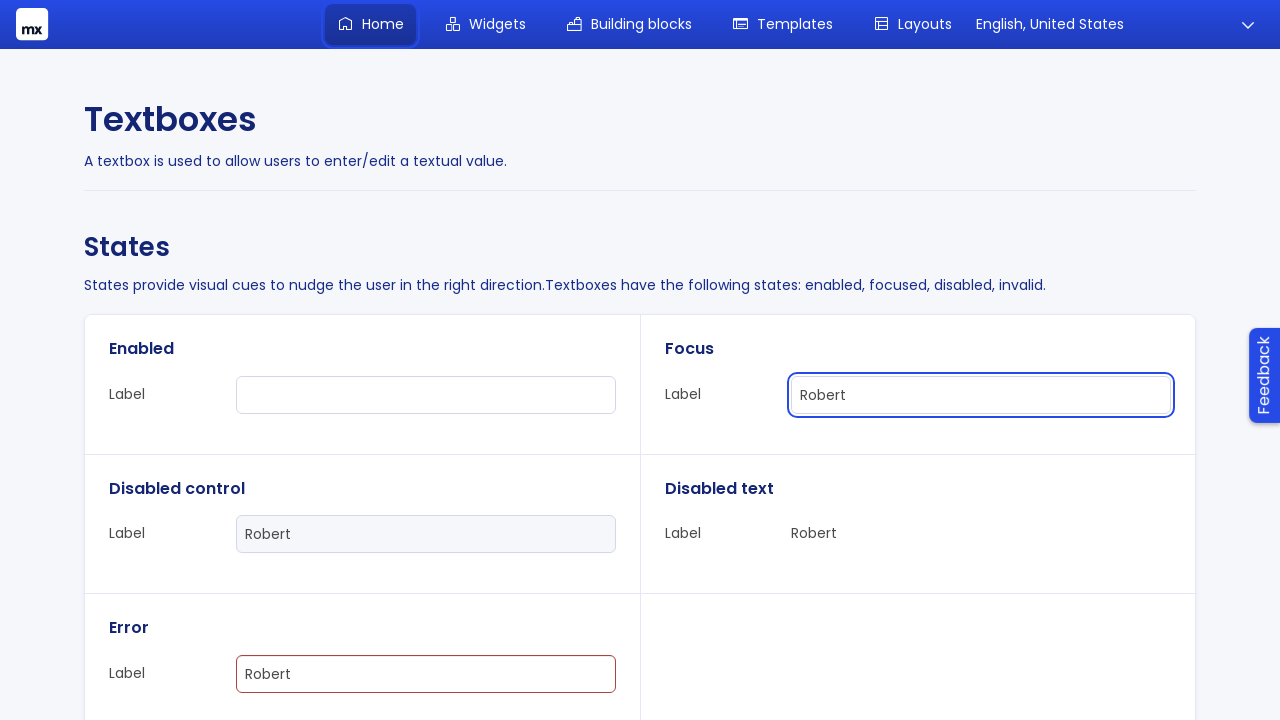 mx
Home
Widgets
Building blocks
Templates
Layouts
English, United States
Textboxes
A textbox is used to allow users to enter/edit a textual value.
States
States provide visual cues to nudge the user in the right direction.Textboxes have the following states: enabled, focused, disabled, invalid.
Enabled
Label
Focus
Label
Robert
Disabled control
Label
Robert
Disabled text
Label
Robert
Error
Label
Robert
Feedback